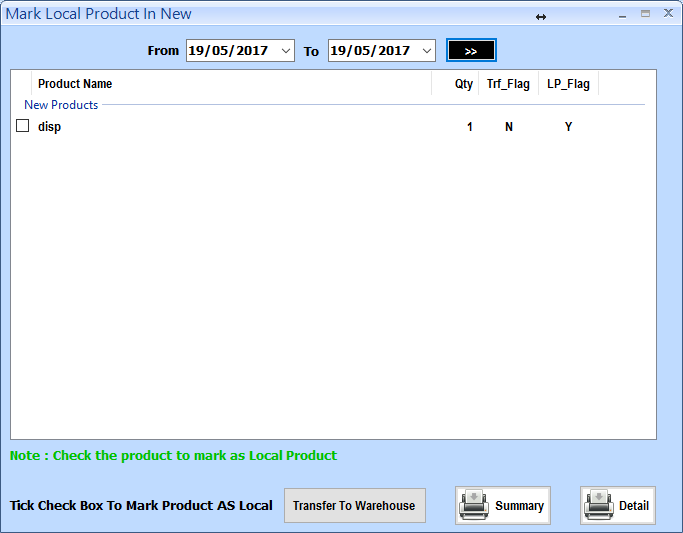 Mark Local Product In New
From 19/05/2017 To 19/05/2017 >>
Product Name Qty Trf_Flag LP_Flag
New Products
disp 1 N Y
Note : Check the product to mark as Local Product
Tick Check Box To Mark Product AS Local Transfer To Warehouse Summary Detail